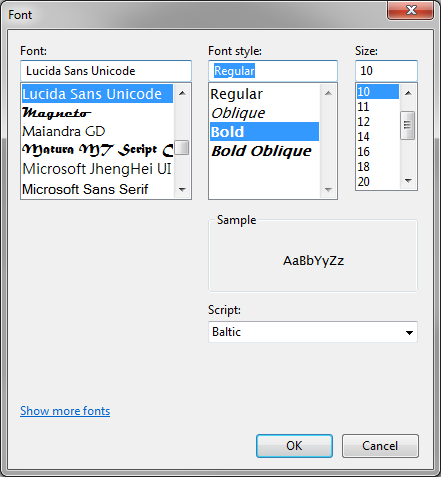 Font
Font:
Font style:
Size:
Lucida Sans Unicode
Regular
10
Lucida Sans Unicode
Magneto
Maiandra GD
Matura MT Script C
Microsoft JhengHei UI
Microsoft Sans Serif
Regular
Oblique
Bold
Bold Oblique
10
11
12
14
16
18
20
Sample
AaBbYyZz
Script:
Baltic
Show more fonts
OK
Cancel